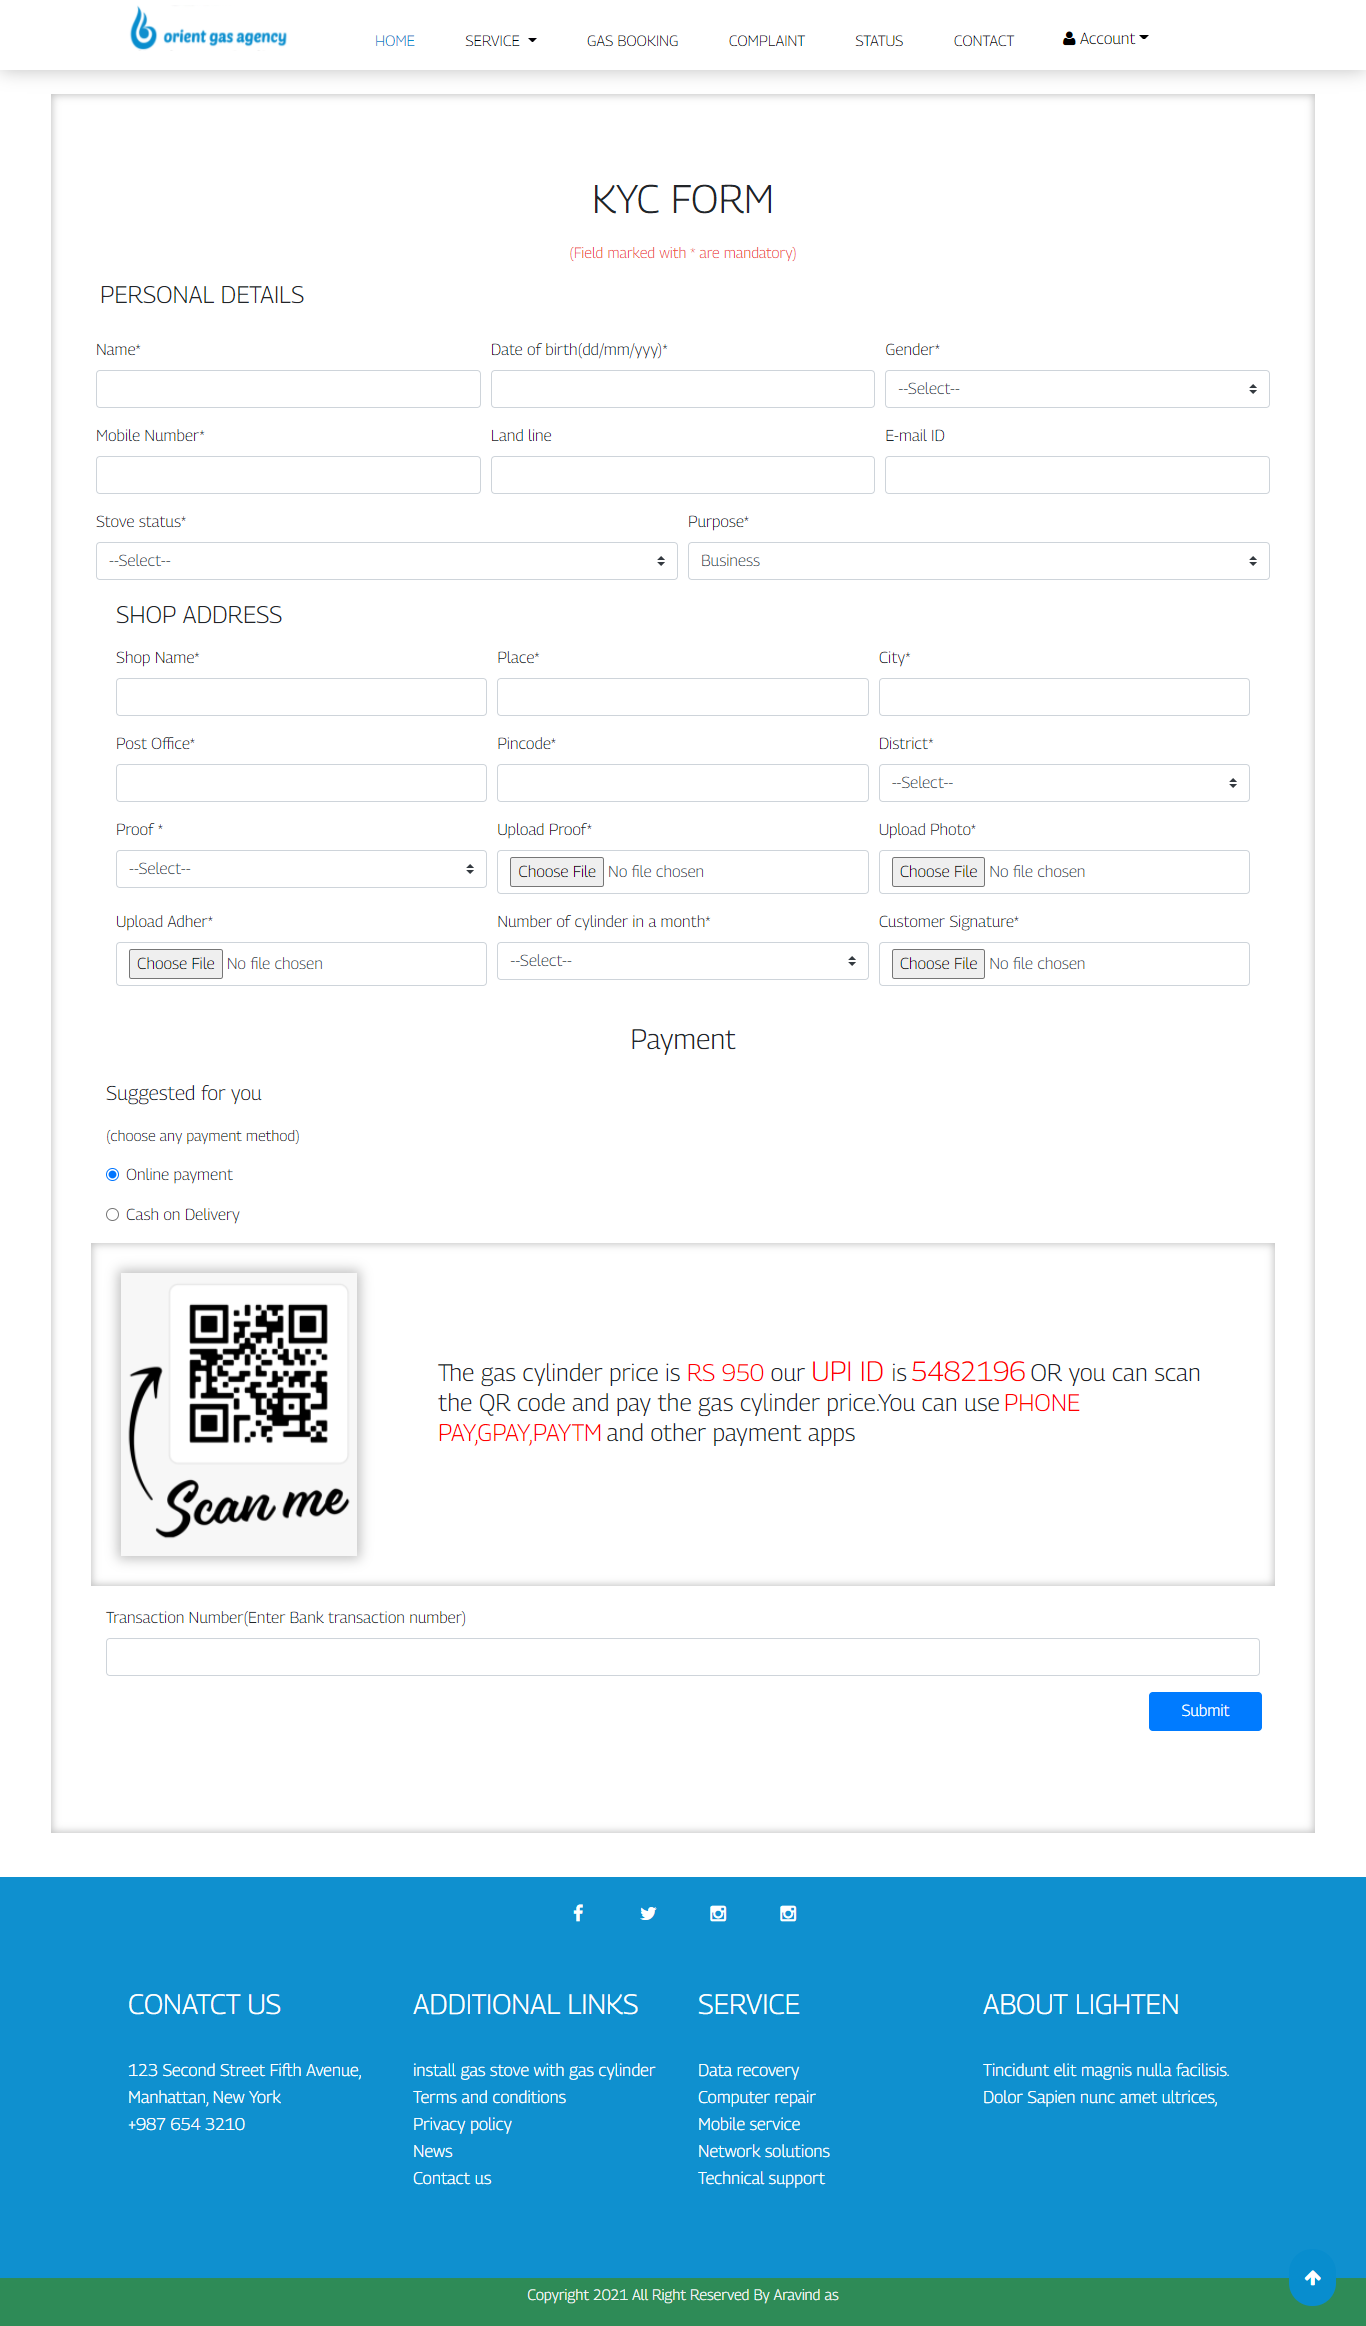 orient gas agency
HOME SERVICE GAS BOOKING COMPLAINT STATUS CONTACT Account
KYC FORM
(Field marked with * are mandatory)
PERSONAL DETAILS
Name* Date of birth(dd/mm/yyy)* Gender*
--Select--
Mobile Number* Land line E-mail ID
Stove status* Purpose*
--Select-- Business
SHOP ADDRESS
Shop Name* Place* City*
Post Office* Pincode* District*
--Select--
Proof * Upload Proof* Upload Photo*
--Select-- Choose File No file chosen Choose File No file chosen
Upload Adher* Number of cylinder in a month* Customer Signature*
Choose File No file chosen --Select-- Choose File No file chosen
Payment
Suggested for you
(choose any payment method)
Online payment
Cash on Delivery
Scan me
The gas cylinder price is RS 950 our UPI ID is 5482196 OR you can scan
the QR code and pay the gas cylinder price.You can use PHONE
PAY,GPAY,PAYTM and other payment apps
Transaction Number(Enter Bank transaction number)
Submit
CONATCT US ADDITIONAL LINKS SERVICE ABOUT LIGHTEN
123 Second Street Fifth Avenue, install gas stove with gas cylinder Data recovery Tincidunt elit magnis nulla facilisis.
Manhattan, New York Terms and conditions Computer repair Dolor Sapien nunc amet ultrices,
+987 654 3210 Privacy policy Mobile service
News Network solutions
Contact us Technical support
Copyright 2021 All Right Reserved By Aravind as